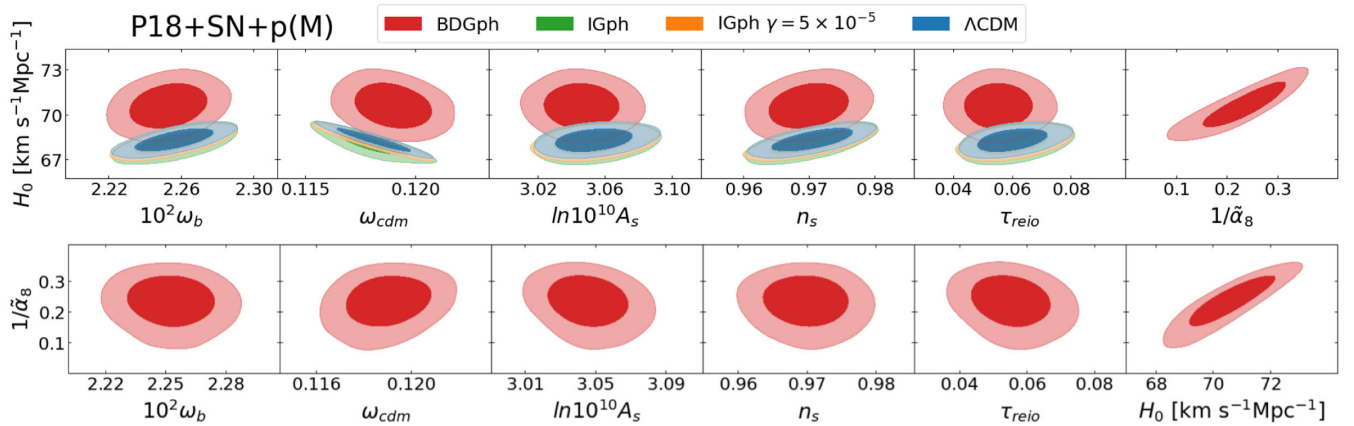 P18+SN+p(M)
BDGph IGph IGph γ = 5 × 10⁻⁵ ΛCDM
H₀ [km s⁻¹Mpc⁻¹]
73
70
67
2.22 2.26 2.30 0.115 0.120 3.02 3.06 3.10 0.96 0.97 0.98 0.04 0.06 0.08 0.1 0.3
10²ω_b ω_cdm ln10¹⁰A_s n_s τ_reio 1/α̃₈
1/α̃₈
0.3
0.2
0.1
2.22 2.25 2.28 0.116 0.120 3.01 3.05 3.09 0.96 0.97 0.98 0.04 0.06 0.08 68 70 72
10²ω_b ω_cdm ln10¹⁰A_s n_s τ_reio H₀ [km s⁻¹Mpc⁻¹]